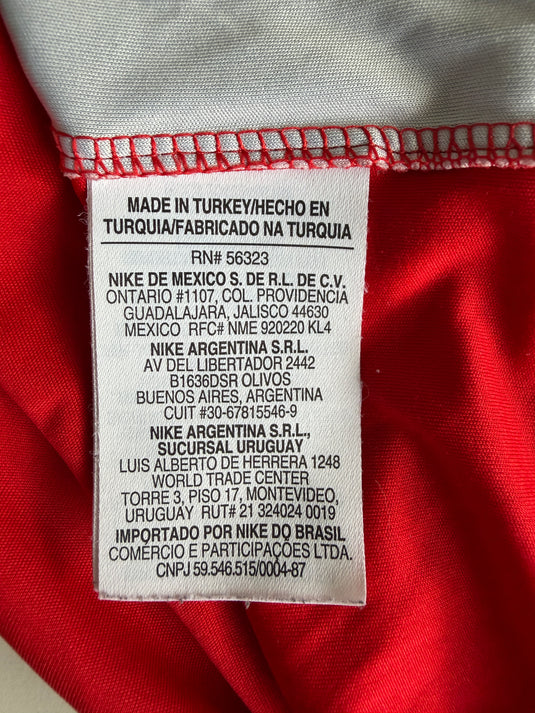 MADE IN TURKEY/HECHO EN
TURQUIA/FABRICADO NA TURQUIA
RN# 56323
NIKE DE MEXICO S. DE R.L. DE C.V.
ONTARIO #1107, COL. PROVIDENCIA
GUADALAJARA, JALISCO 44630
MEXICO RFC# NME 920220 KL4
NIKE ARGENTINA S.R.L.
AV DEL LIBERTADOR 2442
B1636DSR OLIVOS
BUENOS AIRES, ARGENTINA
CUIT #30-67815546-9
NIKE ARGENTINA S.R.L.,
SUCURSAL URUGUAY
LUIS ALBERTO DE HERRERA 1248
WORLD TRADE CENTER
TORRE 3, PISO 17, MONTEVIDEO,
URUGUAY RUT# 21 324024 0019
IMPORTADO POR NIKE DO BRASIL
COMÉRCIO E PARTICIPAÇÕES LTDA.
CNPJ 59.546.515/0004-87